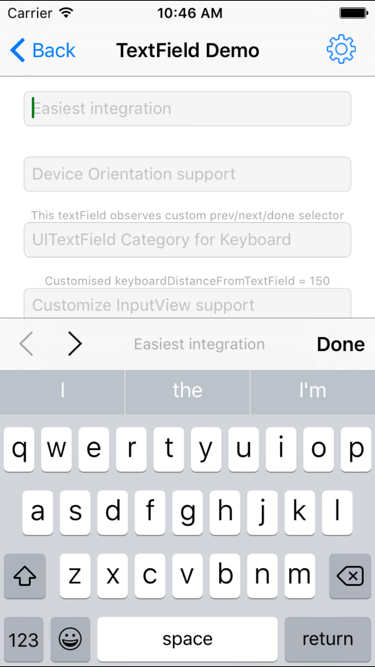 Carrier 10:46 AM
Back TextField Demo
Easiest integration
Device Orientation support
This textField observes custom prev/next/done selector
UITextField Category for Keyboard
Customised keyboardDistanceFromTextField = 150
Customize InputView support
Easiest integration Done
I the I'm
q w e r t y u i o p
a s d f g h j k l
z x c v b n m
123 space return